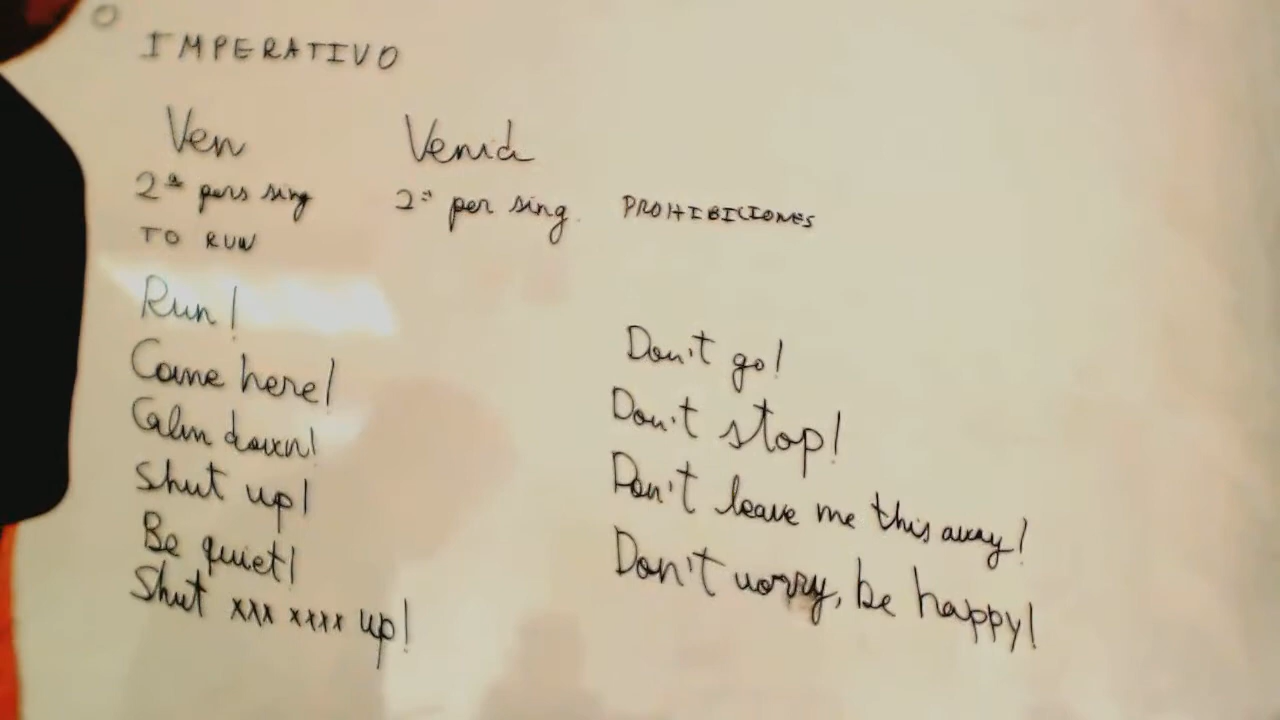 IMPERATIVO
Ven
Venid
2ª pers sing
2ª per sing.
PROHIBICIONES
TO RUN
Run!
Come here!
Calm down!
Shut up!
Be quiet!
Shut xxx xxxx up!
Don't go!
Don't stop!
Don't leave me this away!
Don't worry, be happy!